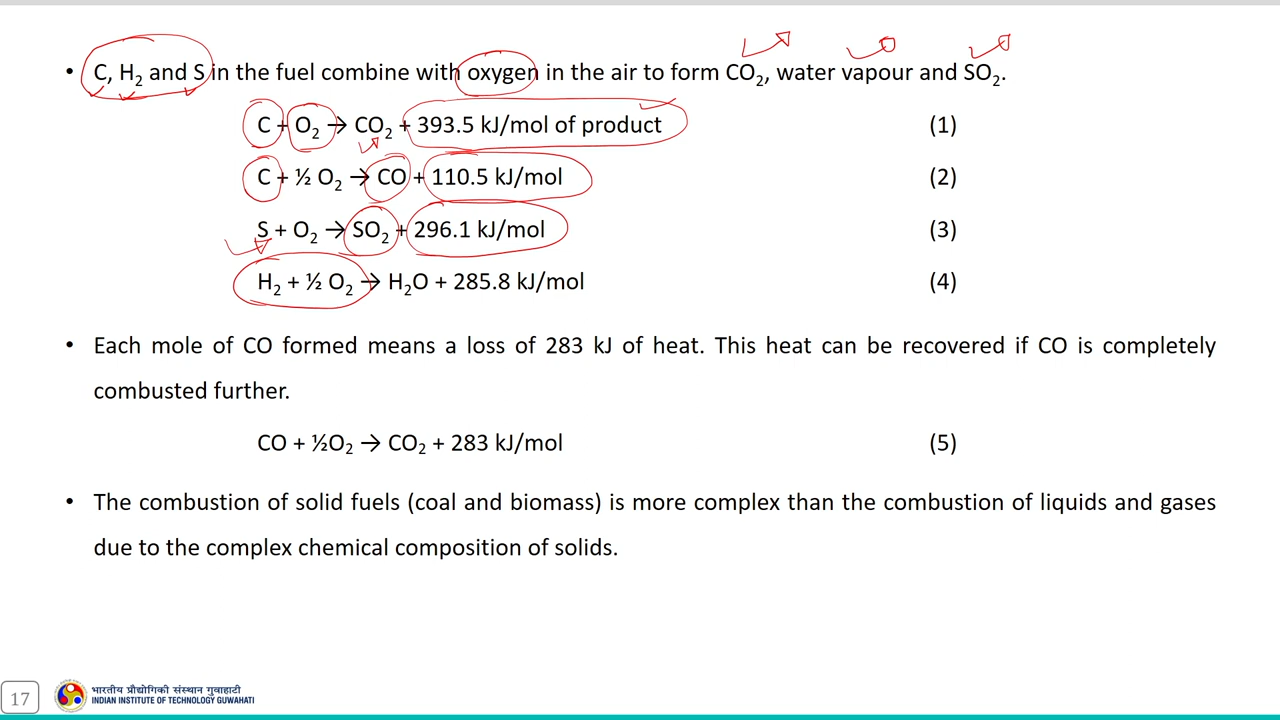 • C, H₂ and S in the fuel combine with oxygen in the air to form CO₂, water vapour and SO₂.
C + O₂ → CO₂ + 393.5 kJ/mol of product (1)
C + ½ O₂ → CO + 110.5 kJ/mol (2)
S + O₂ → SO₂ + 296.1 kJ/mol (3)
H₂ + ½ O₂ → H₂O + 285.8 kJ/mol (4)
• Each mole of CO formed means a loss of 283 kJ of heat. This heat can be recovered if CO is completely
combusted further.
CO + ½O₂ → CO₂ + 283 kJ/mol (5)
• The combustion of solid fuels (coal and biomass) is more complex than the combustion of liquids and gases
due to the complex chemical composition of solids.
17
भारतीय प्रौद्योगिकी संस्थान गुवाहाटी
INDIAN INSTITUTE OF TECHNOLOGY GUWAHATI